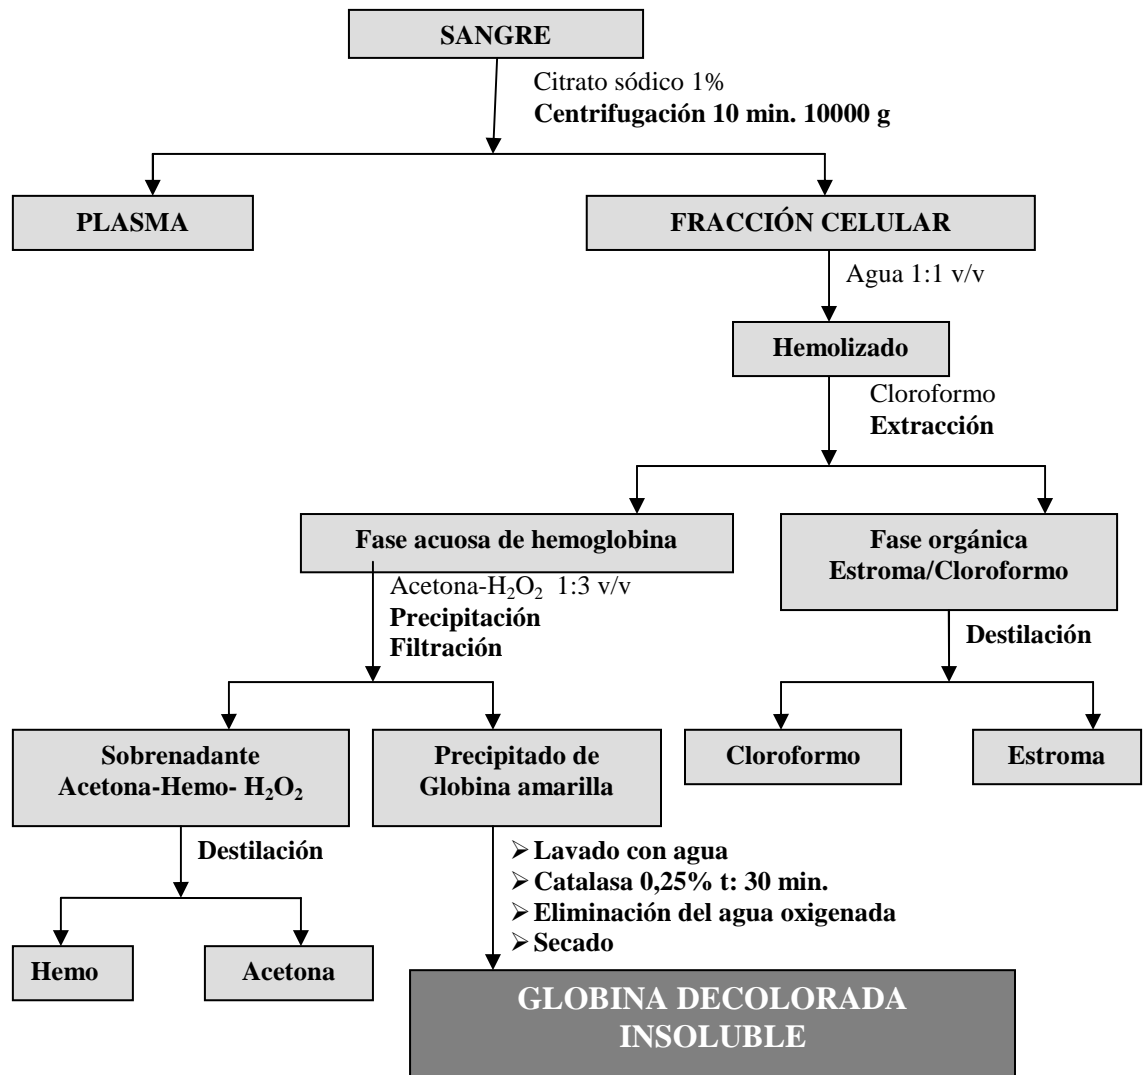 SANGRE
Citrato sódico 1%
Centrifugación 10 min. 10000 g
PLASMA
FRACCIÓN CELULAR
Agua 1:1 v/v
Hemolizado
Cloroformo
Extracción
Fase acuosa de hemoglobina
Fase orgánica
Estroma/Cloroformo
Acetona-H₂O₂ 1:3 v/v
Precipitación
Filtración
Destilación
Sobrenadante
Acetona-Hemo- H₂O₂
Precipitado de
Globina amarilla
Cloroformo
Estroma
Destilación
➢ Lavado con agua
➢ Catalasa 0,25% t: 30 min.
➢ Eliminación del agua oxigenada
➢ Secado
Hemo
Acetona
GLOBINA DECOLORADA
INSOLUBLE